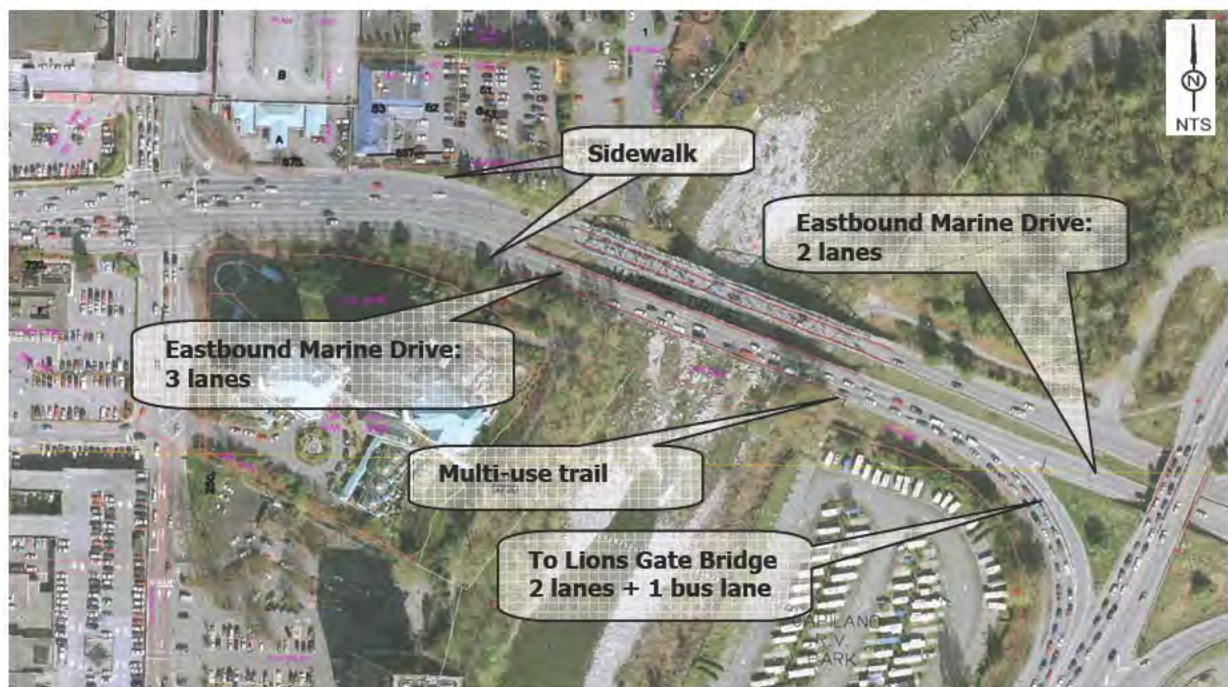 CAPIL
N
NTS
B
A
Sidewalk
Eastbound Marine Drive:
2 lanes
Eastbound Marine Drive:
3 lanes
Multi-use trail
To Lions Gate Bridge
2 lanes + 1 bus lane
CAPILANO
R.V.
PARK